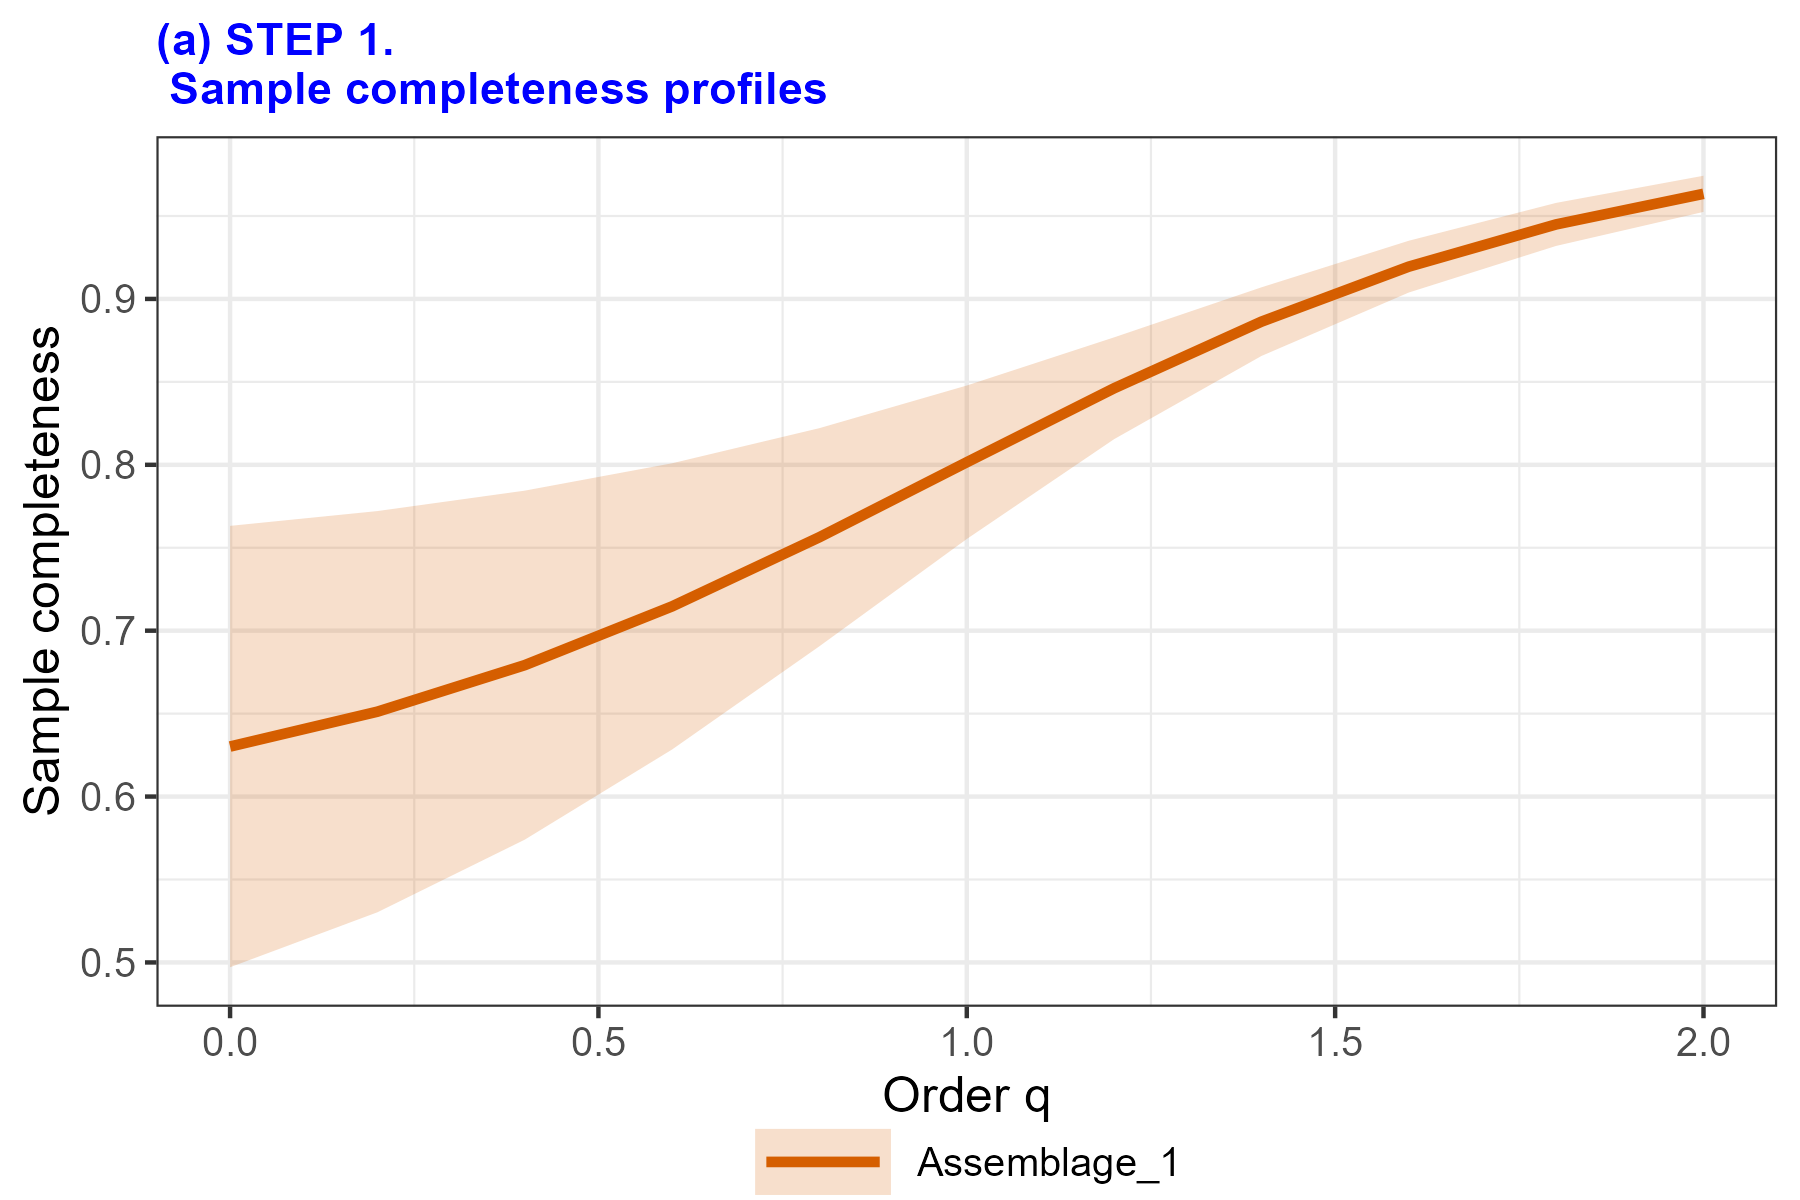 (a) STEP 1.
Sample completeness profiles
Sample completeness
0.9
0.8
0.7
0.6
0.5
0.0 0.5 1.0 1.5 2.0
Order q
Assemblage_1